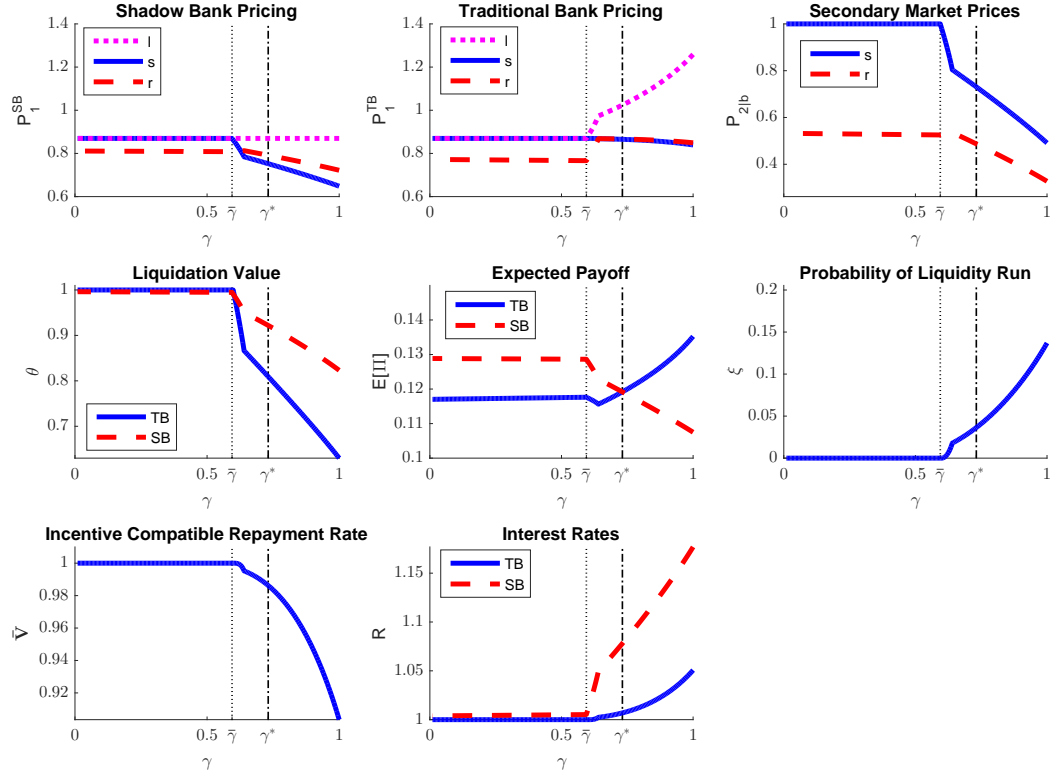 Shadow Bank Pricing
1.4
1.2
1
0.8
0.6
P₁^SB
l
s
r
0
0.5
γ̄
γ*
1
γ
Traditional Bank Pricing
1.4
1.2
1
0.8
0.6
P₁^TB
l
s
r
0
0.5
γ̄
γ*
1
γ
Secondary Market Prices
1
0.8
0.6
0.4
P₂|b
s
r
0
0.5
γ̄
γ*
1
γ
Liquidation Value
1
0.9
0.8
0.7
θ
TB
SB
0
0.5
γ̄
γ*
1
γ
Expected Payoff
0.14
0.13
0.12
0.11
0.1
E[Π]
TB
SB
0
0.5
γ̄
γ*
1
γ
Probability of Liquidity Run
0.2
0.15
0.1
0.05
0
ξ
0
0.5
γ̄
γ*
1
γ
Incentive Compatible Repayment Rate
1
0.98
0.96
0.94
0.92
V̄
0
0.5
γ̄
γ*
1
γ
Interest Rates
1.15
1.1
1.05
1
R
TB
SB
0
0.5
γ̄
γ*
1
γ